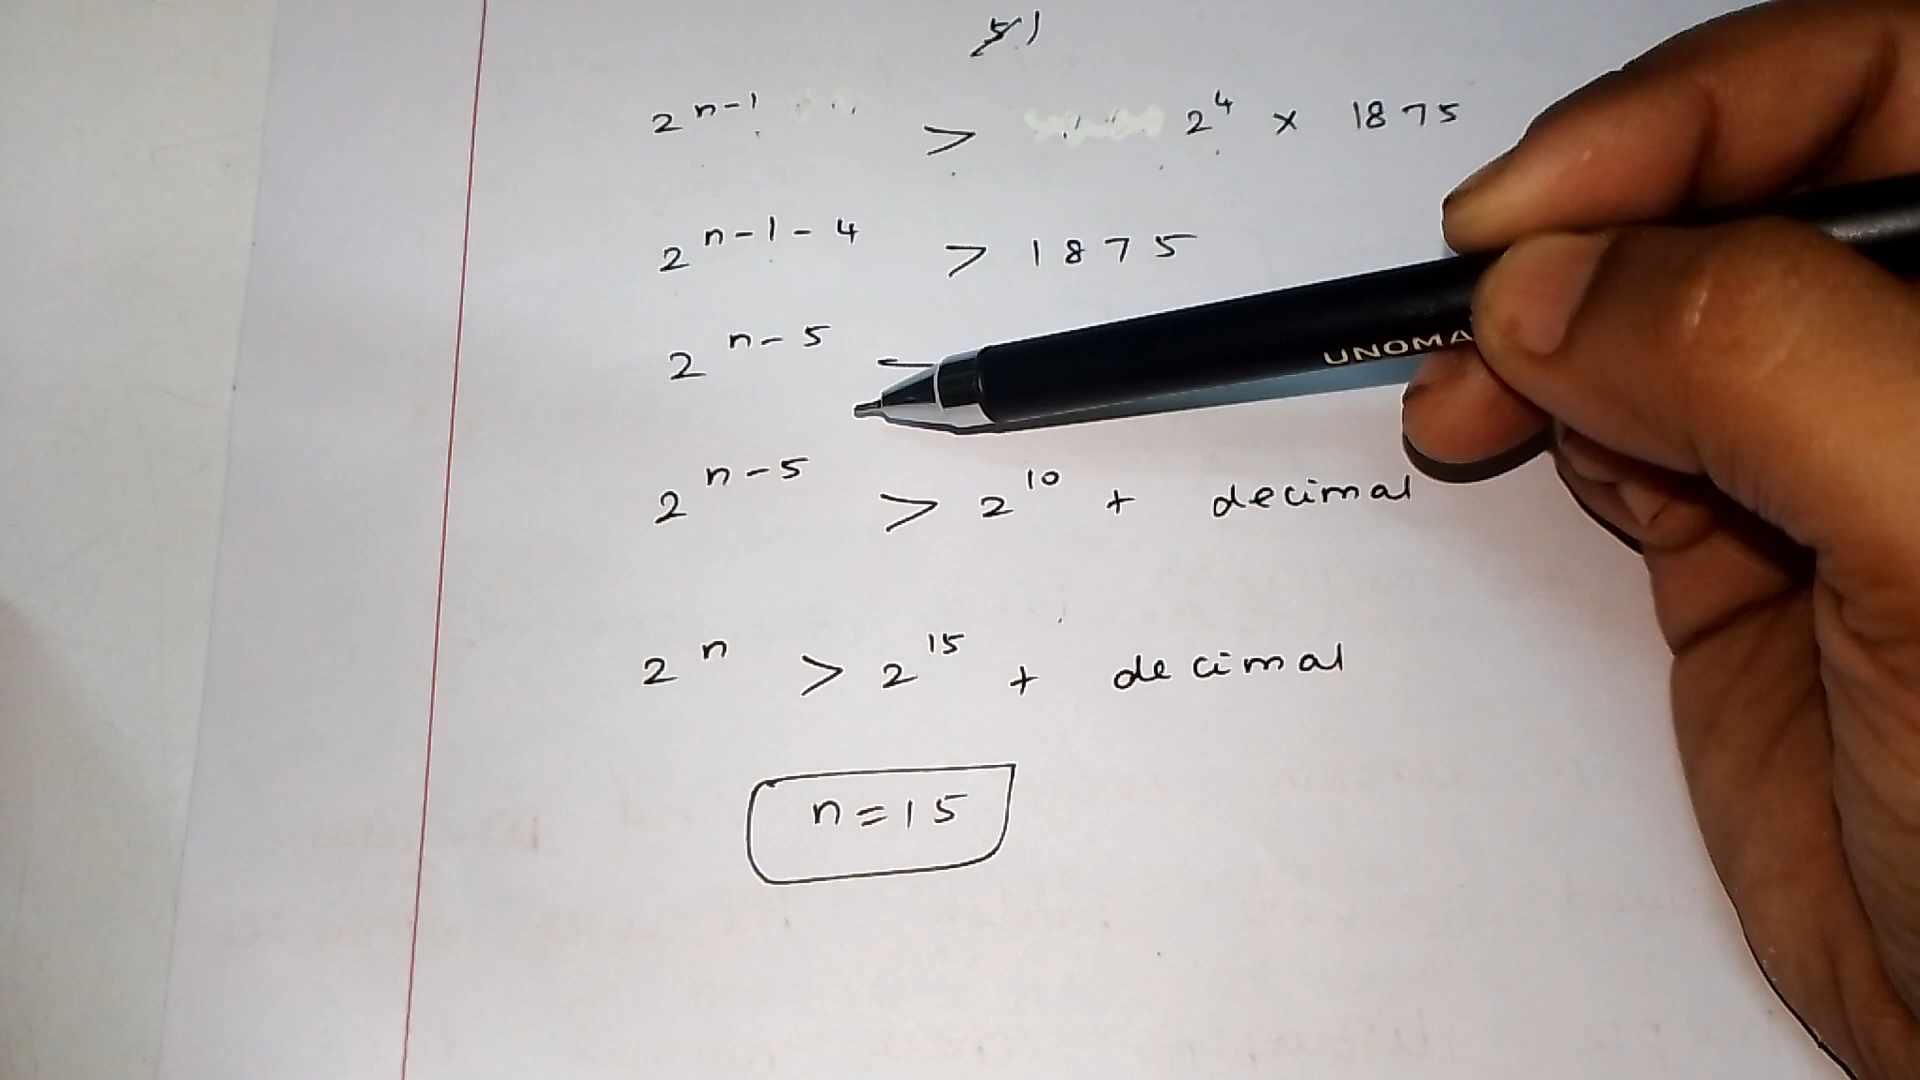 51
2^{n-1} > 2^4 × 1875
2^{n-1-4} > 1875
2^{n-5}
UNOMA
2^{n-5} > 2^{10} + decimal
2^n > 2^{15} + decimal
n=15